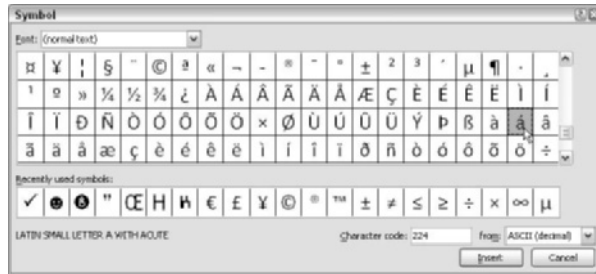 Symbol
Font: (normal text)
¤ ¥ ¦ § ¨ © ª « ¬ - ® ¯ ° ± ² ³ ´ µ ¶ · ¸
¹ º » ¼ ½ ¾ ¿ À Á Â Ã Ä Å Æ Ç È É Ê Ë Ì Í
Î Ï Ð Ñ Ò Ó Ô Õ Ö × Ø Ù Ú Û Ü Ý Þ ß à á â
ã ä å æ ç è é ê ë ì í î ï ð ñ ò ó ô õ ö ÷
Recently used symbols:
✓ ☻ ” Œ H € £ ¥ © ® ™ ± ≠ ≤ ≥ ÷ × ∞ µ
LATIN SMALL LETTER A WITH ACUTE Character code: 224 from: ASCII (decimal)
Insert Cancel